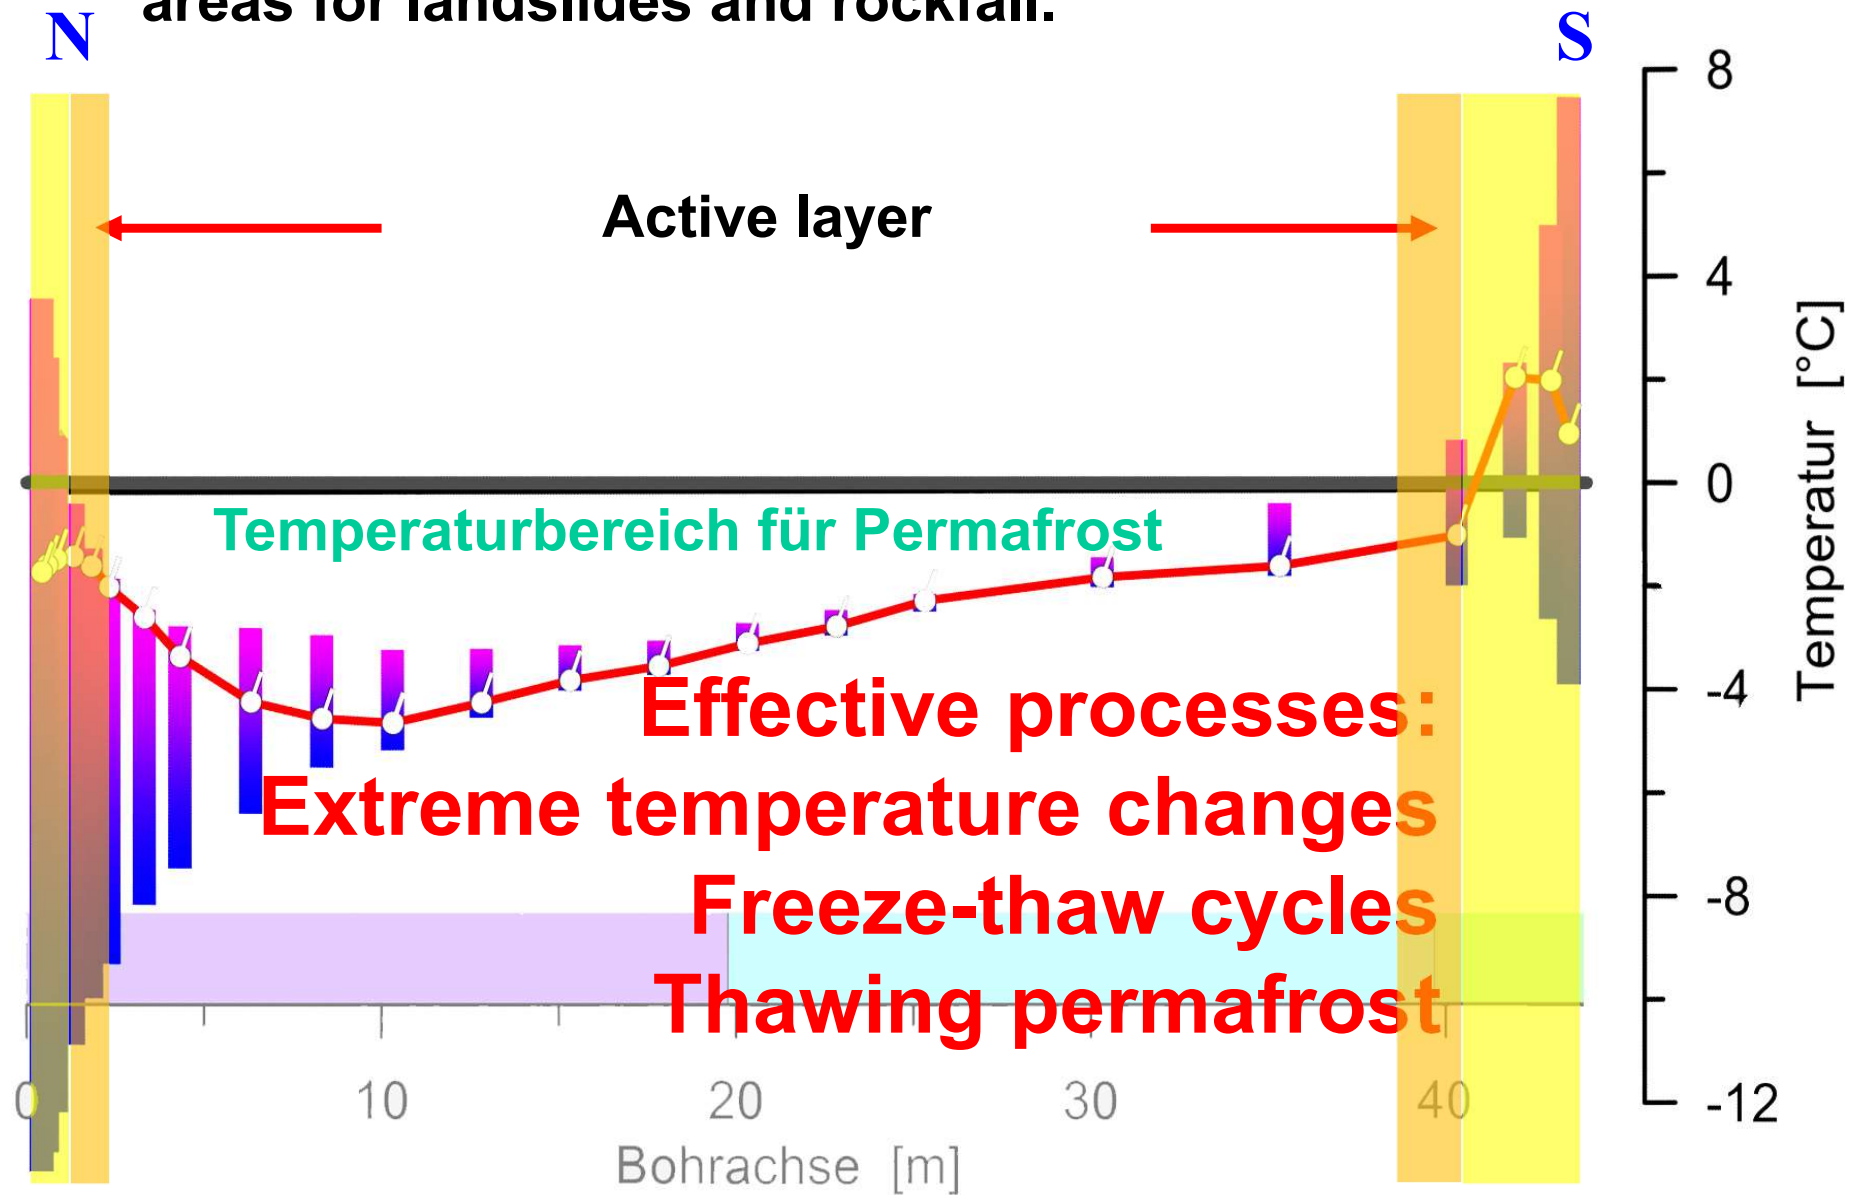 areas for landslides and rockfall.
N
S
8
Active layer
4
Temperatur [°C]
0
Temperaturbereich für Permafrost
-4
Effective processes:
Extreme temperature changes
Freeze-thaw cycles
-8
Thawing permafrost
0 10 20 30 40
-12
Bohrachse [m]